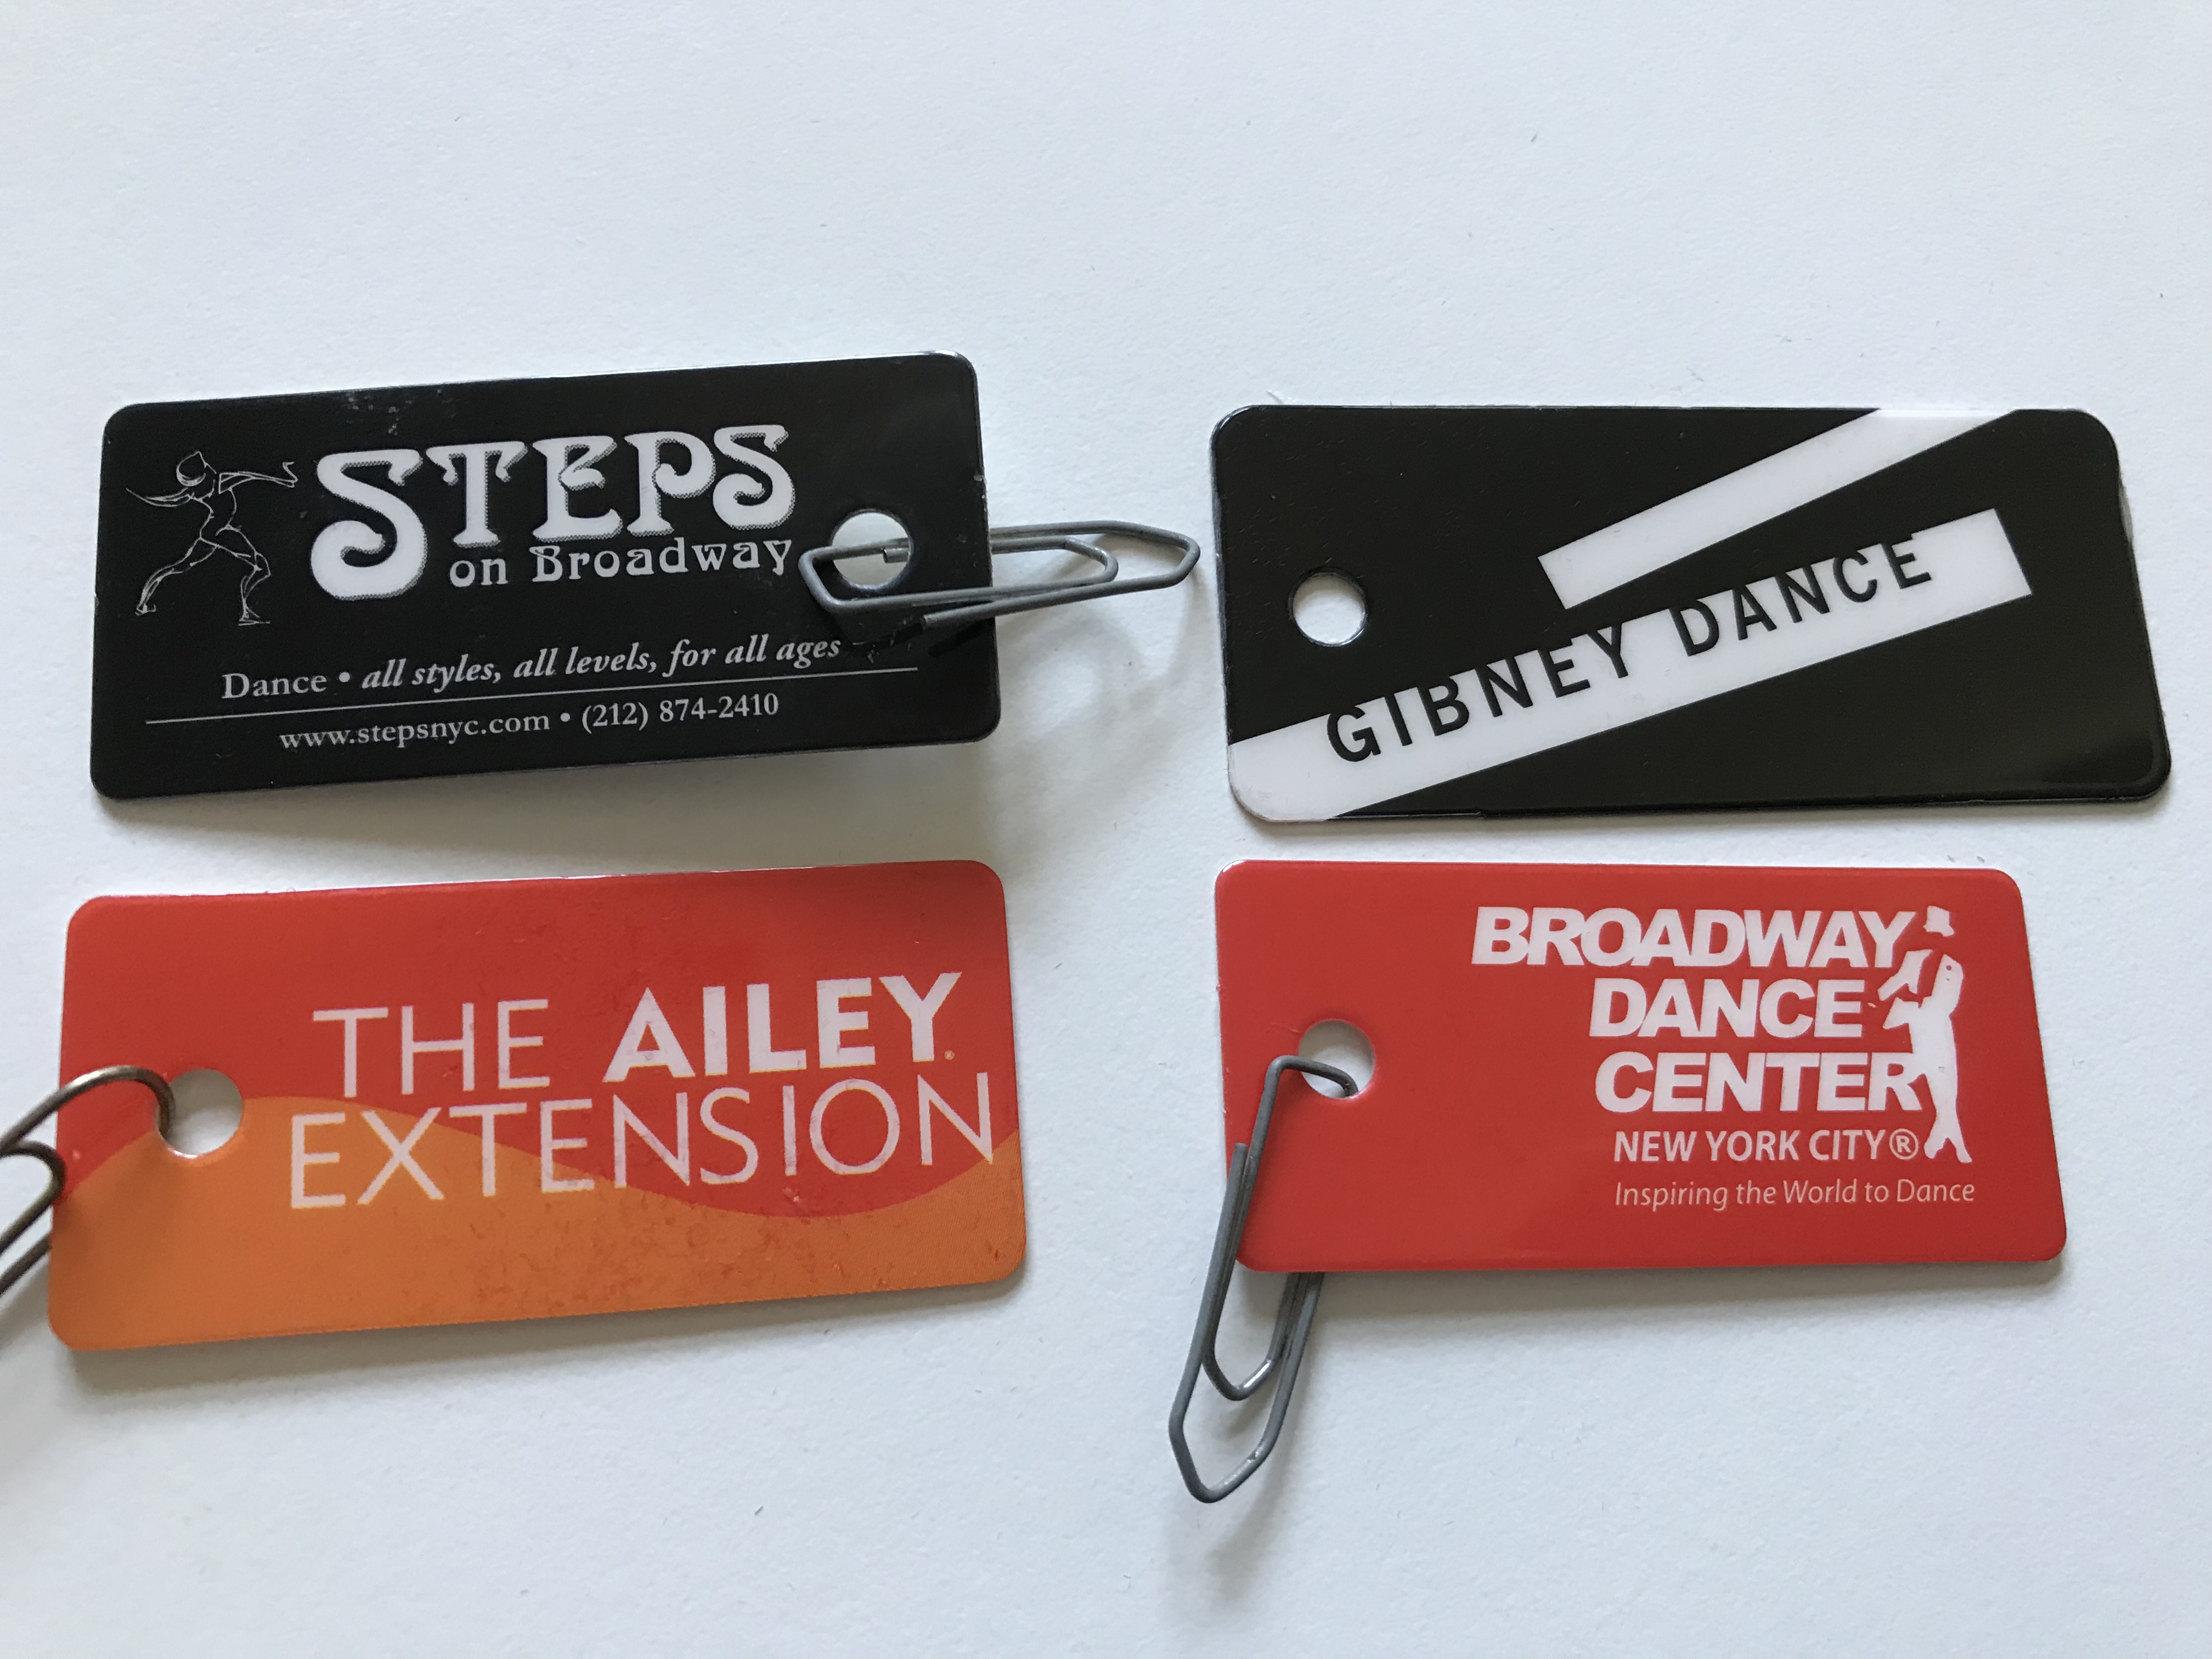 STEPS
on Broadway
Dance • all styles, all levels, for all ages
www.stepsnyc.com • (212) 874-2410
GIBNEY DANCE
THE AILEY
EXTENSION
BROADWAY
DANCE
CENTER
NEW YORK CITY®
Inspiring the World to Dance